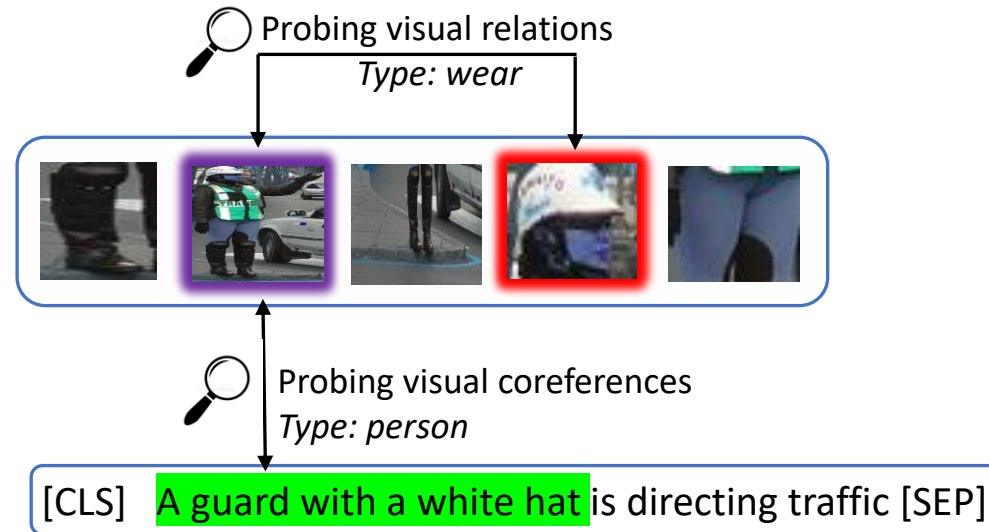 Probing visual relations
Type: wear
Probing visual coreferences
Type: person
[CLS] A guard with a white hat is directing traffic [SEP]